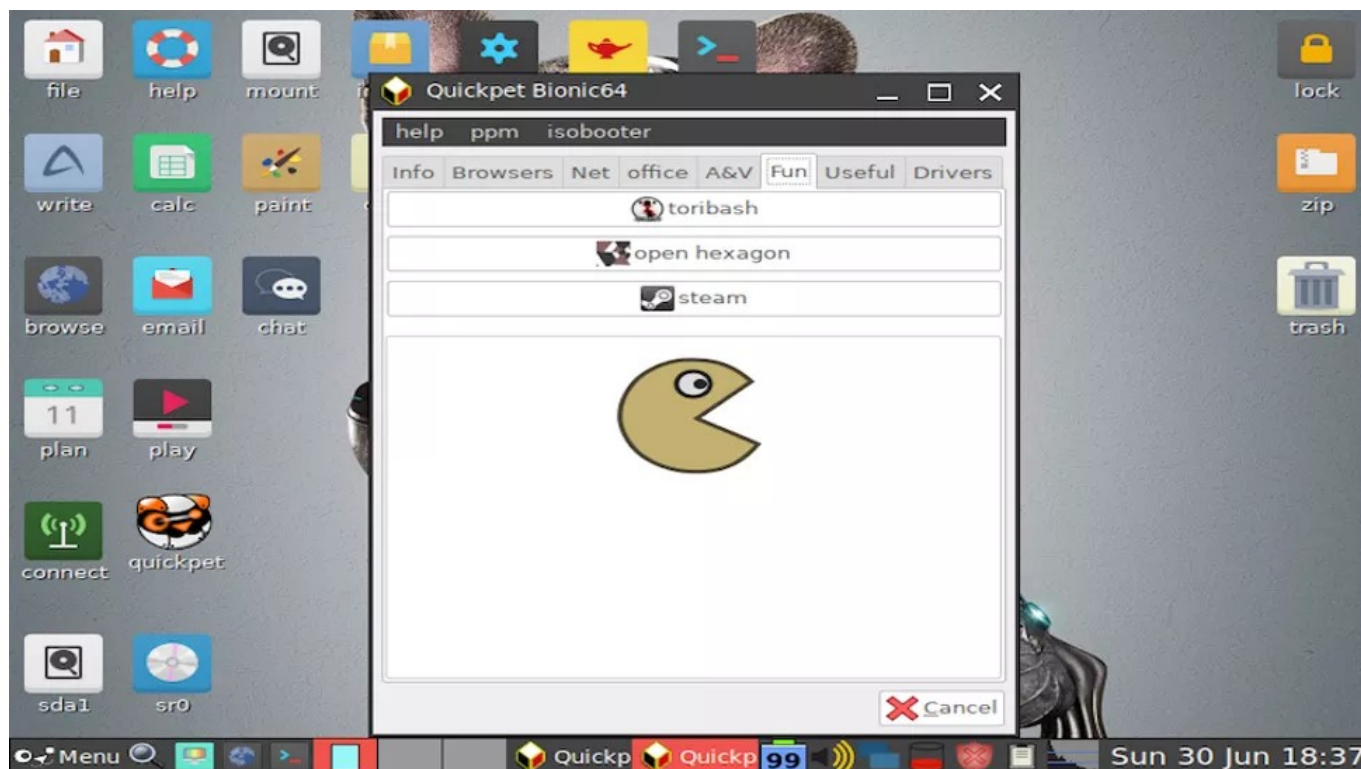 file
help
mount
lock
Quickpet Bionic64
help ppm isobooter
Info Browsers Net office A&V Fun Useful Drivers
toribash
open hexagon
steam
write
calc
paint
zip
browse
email
chat
trash
11
plan
play
connect
quickpet
sda1
sr0
Cancel
Menu
Quickp
Quickp
99
Sun 30 Jun 18:37